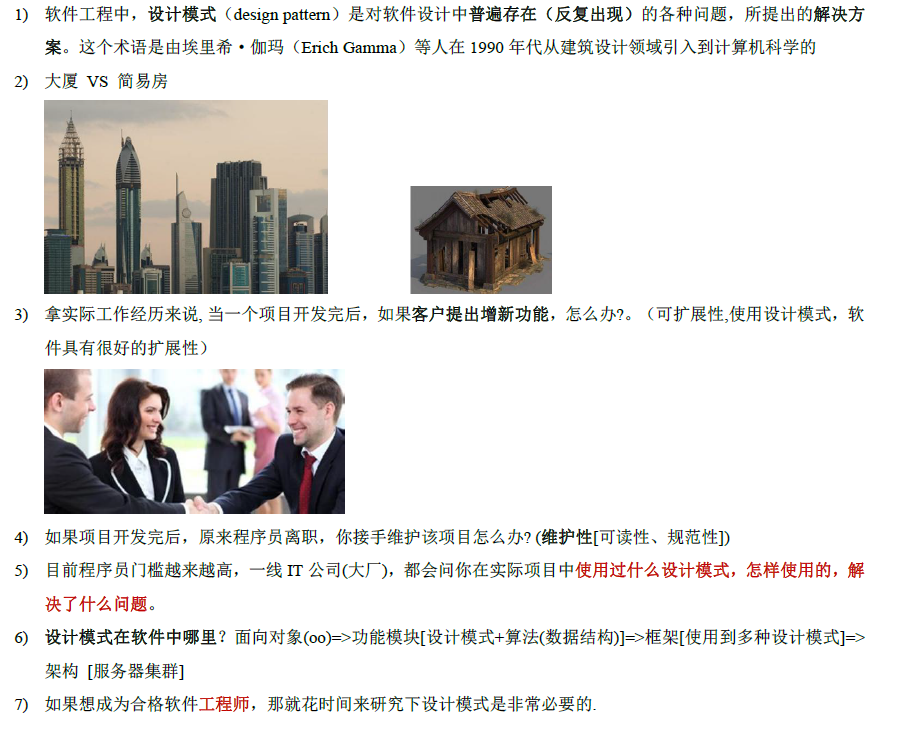 1) 软件工程中，设计模式（design pattern）是对软件设计中普遍存在（反复出现）的各种问题，所提出的解决方
案。这个术语是由埃里希·伽玛（Erich Gamma）等人在 1990 年代从建筑设计领域引入到计算机科学的
2) 大厦 VS 简易房
3) 拿实际工作经历来说, 当一个项目开发完后，如果客户提出增新功能，怎么办?。（可扩展性,使用设计模式，软
件具有很好的扩展性）
4) 如果项目开发完后，原来程序员离职，你接手维护该项目怎么办? (维护性[可读性、规范性])
5) 目前程序员门槛越来越高，一线 IT 公司(大厂)，都会问你在实际项目中使用过什么设计模式，怎样使用的，解
决了什么问题。
6) 设计模式在软件中哪里？面向对象(oo)=>功能模块[设计模式+算法(数据结构)]=>框架[使用到多种设计模式]=>
架构 [服务器集群]
7) 如果想成为合格软件工程师，那就花时间来研究下设计模式是非常必要的.